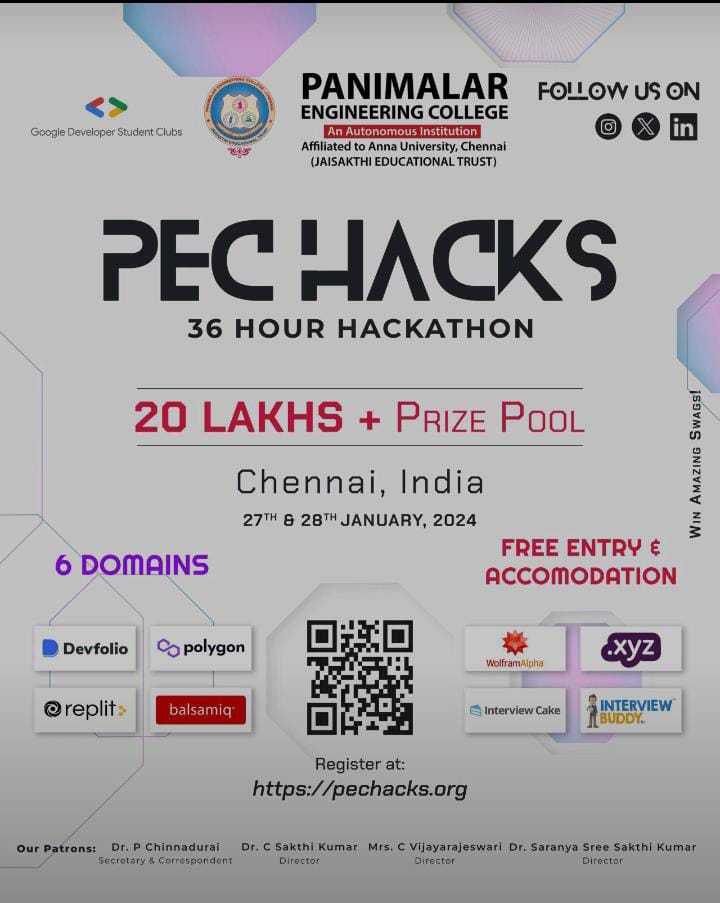 Google Developer Student Clubs
PANIMALAR
ENGINEERING COLLEGE
An Autonomous Institution
Affiliated to Anna University, Chennai
(JAISAKTHI EDUCATIONAL TRUST)
FOLLOW US ON
PEC HACKS
36 HOUR HACKATHON
20 LAKHS + PRIZE POOL
WIN AMAZING SWAGS!
Chennai, India
27TH & 28TH JANUARY, 2024
6 DOMAINS
FREE ENTRY &
ACCOMODATION
Devfolio
polygon
replit
balsamiq
WolframAlpha
.xyz
Interview Cake
INTERVIEW
BUDDY
Register at:
https://pechacks.org
Our Patrons: Dr. P Chinnadurai Dr. C Sakthi Kumar Mrs. C Vijayarajeswari Dr. Saranya Sree Sakthi Kumar
Secretary & Correspondent Director Director Director